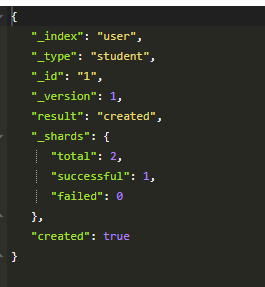 {
"_index": "user",
"_type": "student",
"_id": "1",
"_version": 1,
"result": "created",
"_shards": {
"total": 2,
"successful": 1,
"failed": 0
},
"created": true
}